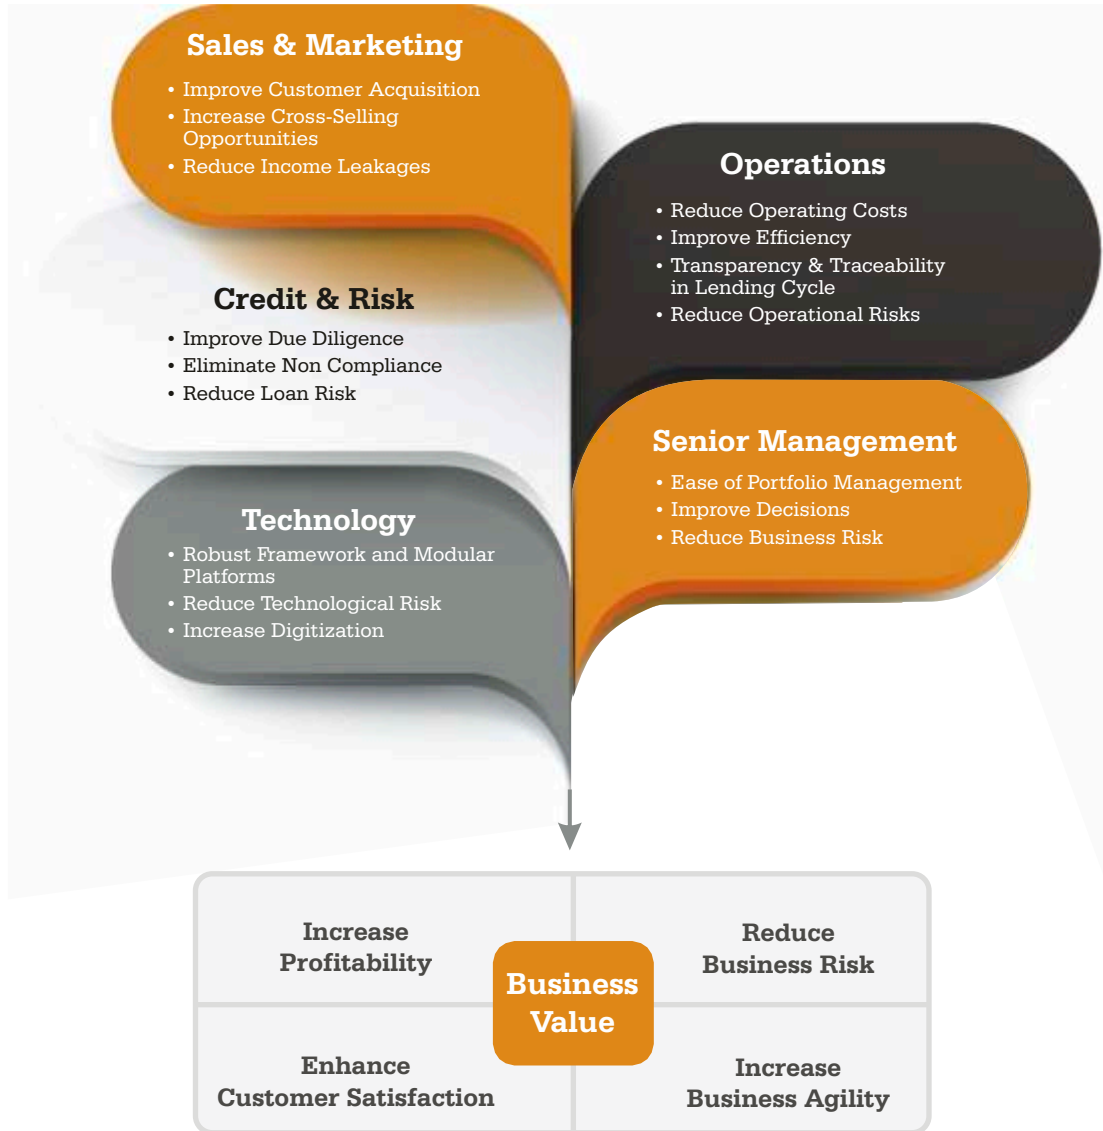 Sales & Marketing
• Improve Customer Acquisition
• Increase Cross-Selling
Opportunities
• Reduce Income Leakages
Operations
• Reduce Operating Costs
• Improve Efficiency
• Transparency & Traceability
in Lending Cycle
• Reduce Operational Risks
Credit & Risk
• Improve Due Diligence
• Eliminate Non Compliance
• Reduce Loan Risk
Senior Management
• Ease of Portfolio Management
• Improve Decisions
• Reduce Business Risk
Technology
• Robust Framework and Modular
Platforms
• Reduce Technological Risk
• Increase Digitization
Increase
Profitability
Reduce
Business Risk
Business
Value
Enhance
Customer Satisfaction
Increase
Business Agility